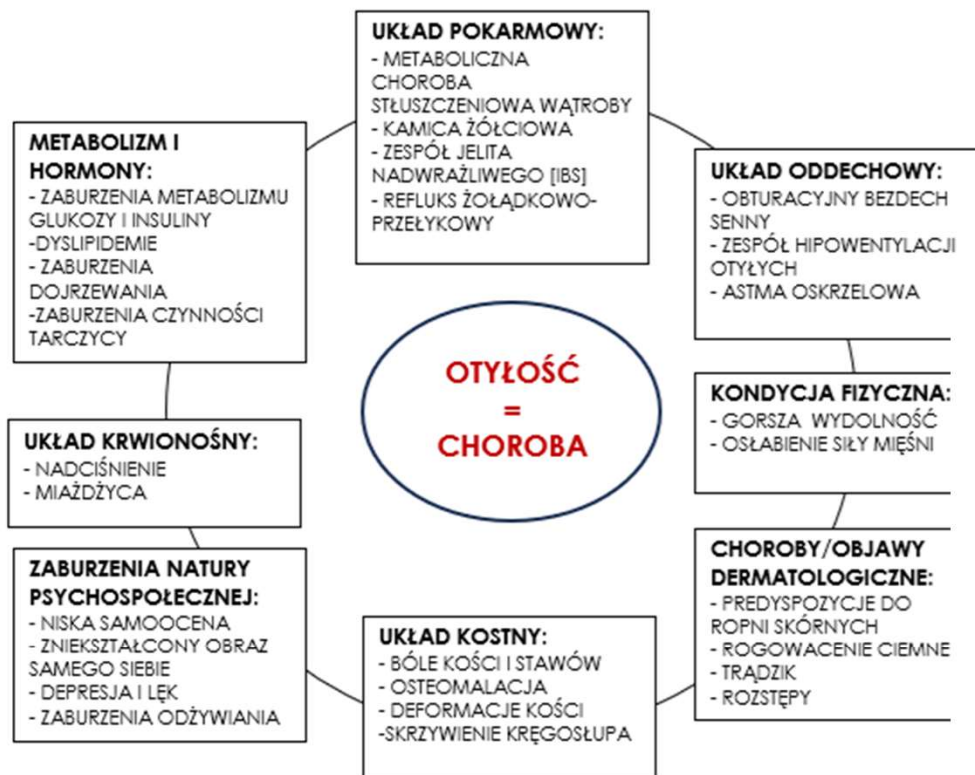 UKŁAD POKARMOWY:
- METABOLICZNA
CHOROBA
STŁUSZCZENIOWA WĄTROBY
- KAMICA ŻÓŁCIOWA
- ZESPÓŁ JELITA
NADWRAŻLIWEGO [IBS]
- REFLUKS ŻOŁĄDKOWO-
PRZEŁYKOWY
METABOLIZM I
HORMONY:
- ZABURZENIA METABOLIZMU
GLUKOZY I INSULINY
-DYSLIPIDEMIE
- ZABURZENIA
DOJRZEWANIA
-ZABURZENIA CZYNNOŚCI
TARCZYCY
UKŁAD ODDECHOWY:
- OBTURACYJNY BEZDECH
SENNY
- ZESPÓŁ HIPOWENTYLACJI
OTYŁYCH
- ASTMA OSKRZELOWA
OTYŁOŚĆ
=
CHOROBA
KONDYCJA FIZYCZNA:
- GORSZA WYDOLNOŚĆ
- OSŁABIENIE SIŁY MIĘŚNI
UKŁAD KRWIONOŚNY:
- NADCIŚNIENIE
- MIAŻDŻYCA
ZABURZENIA NATURY
PSYCHOSPOŁECZNEJ:
- NISKA SAMOOCENA
- ZNIEKSZTAŁCONY OBRAZ
SAMEGO SIEBIE
- DEPRESJA I LĘK
- ZABURZENIA ODŻYWIANIA
UKŁAD KOSTNY:
- BÓLE KOŚCI I STAWÓW
- OSTEOMALACJA
- DEFORMACJE KOŚCI
-SKRZYWIENIE KRĘGOSŁUPA
CHOROBY/OBJAWY
DERMATOLOGICZNE:
- PREDYSPOZYCJE DO
ROPNI SKÓRNYCH
- ROGOWACENIE CIEMNE
- TRĄDZIK
- ROZSTĘPY